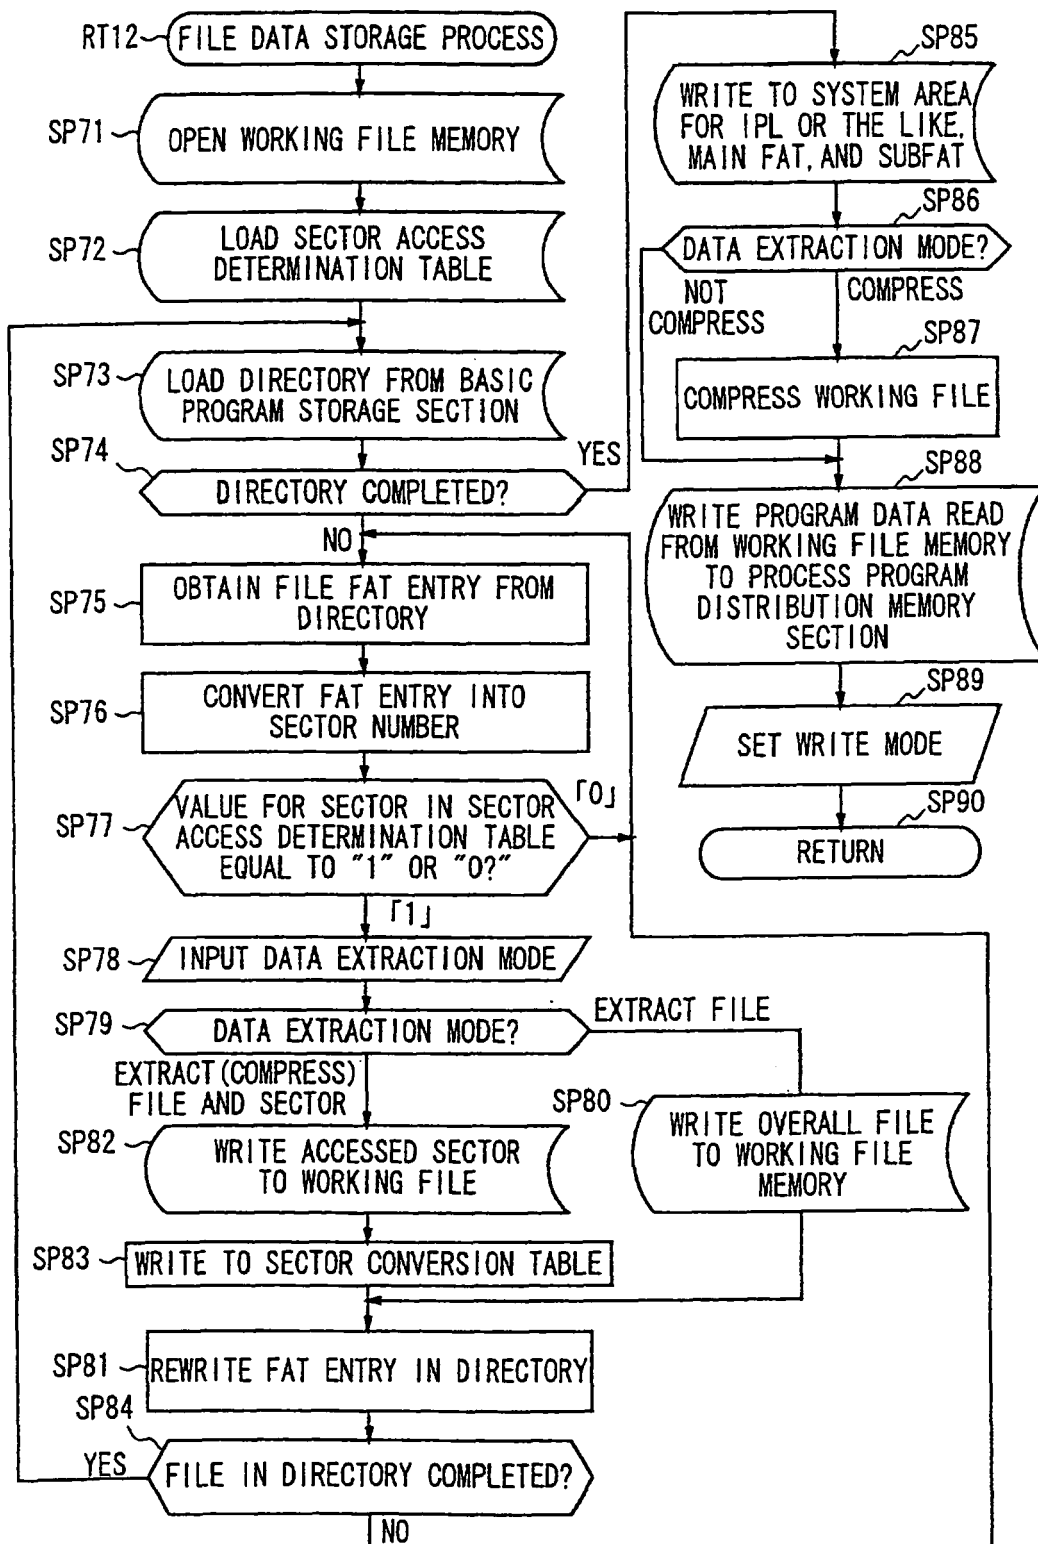 RT12
FILE DATA STORAGE PROCESS
SP71
OPEN WORKING FILE MEMORY
SP72
LOAD SECTOR ACCESS
DETERMINATION TABLE
SP73
LOAD DIRECTORY FROM BASIC
PROGRAM STORAGE SECTION
SP74
DIRECTORY COMPLETED?
YES
NO
SP75
OBTAIN FILE FAT ENTRY FROM
DIRECTORY
SP76
CONVERT FAT ENTRY INTO
SECTOR NUMBER
SP77
VALUE FOR SECTOR IN SECTOR
ACCESS DETERMINATION TABLE
EQUAL TO "1" OR "0?"
「0」
「1」
SP78
INPUT DATA EXTRACTION MODE
SP79
DATA EXTRACTION MODE?
EXTRACT FILE
EXTRACT(COMPRESS)
FILE AND SECTOR
SP80
WRITE OVERALL FILE
TO WORKING FILE
MEMORY
SP82
WRITE ACCESSED SECTOR
TO WORKING FILE
SP83
WRITE TO SECTOR CONVERSION TABLE
SP81
REWRITE FAT ENTRY IN DIRECTORY
SP84
FILE IN DIRECTORY COMPLETED?
YES
NO
SP85
WRITE TO SYSTEM AREA
FOR IPL OR THE LIKE,
MAIN FAT, AND SUBFAT
SP86
DATA EXTRACTION MODE?
NOT
COMPRESS
COMPRESS
SP87
COMPRESS WORKING FILE
SP88
WRITE PROGRAM DATA READ
FROM WORKING FILE MEMORY
TO PROCESS PROGRAM
DISTRIBUTION MEMORY
SECTION
SP89
SET WRITE MODE
SP90
RETURN